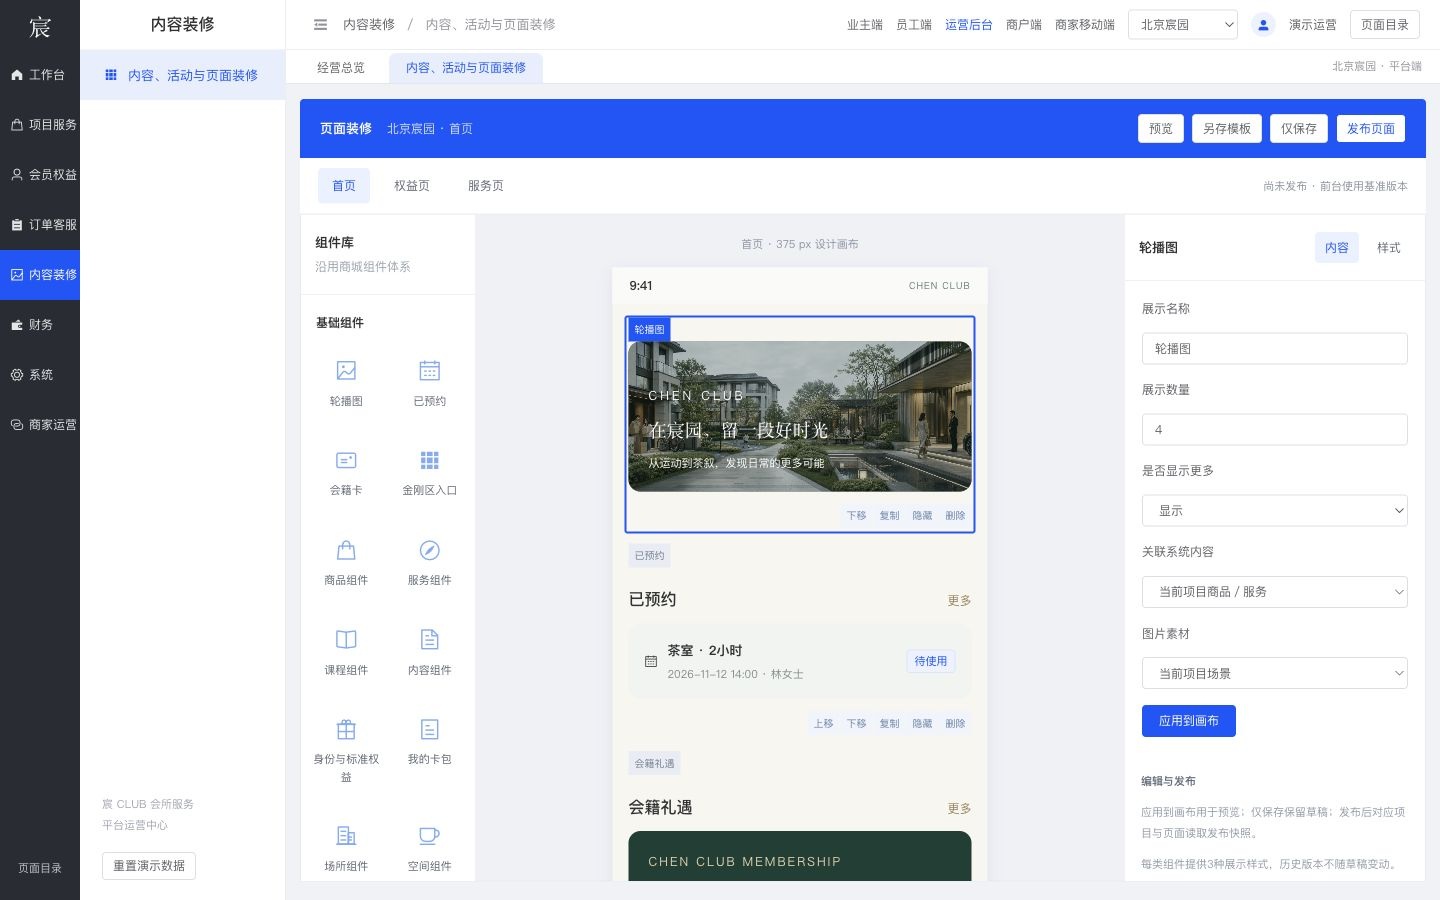 宸
工作台
项目服务
会员权益
订单客服
内容装修
财务
系统
商家运营
页面目录
内容装修
内容、活动与页面装修
宸 CLUB 会所服务
平台运营中心
重置演示数据
内容装修 / 内容、活动与页面装修
业主端 员工端 运营后台 商户端 商家移动端 北京宸园 演示运营 页面目录
经营总览 内容、活动与页面装修
北京宸园 · 平台端
页面装修 北京宸园 · 首页
预览 另存模板 仅保存 发布页面
首页 权益页 服务页
尚未发布 · 前台使用基准版本
组件库
沿用商城组件体系
基础组件
轮播图 已预约
会籍卡 金刚区入口
商品组件 服务组件
课程组件 内容组件
身份与标准权益 我的卡包
场所组件 空间组件
首页 · 375 px 设计画布
9:41 CHEN CLUB
轮播图
CHEN CLUB
在宸园、留一段好时光
从运动到茶叙，发现日常的更多可能
下移 复制 隐藏 删除
已预约
已预约 更多
茶室 · 2小时
2026-11-12 14:00 · 林女士
待使用
上移 下移 复制 隐藏 删除
会籍礼遇
会籍礼遇 更多
CHEN CLUB MEMBERSHIP
轮播图 内容 样式
展示名称
轮播图
展示数量
4
是否显示更多
显示
关联系统内容
当前项目商品 / 服务
图片素材
当前项目场景
应用到画布
编辑与发布
应用到画布用于预览；仅保存保留草稿；发布后对应项
目与页面读取发布快照。
每类组件提供3种展示样式，历史版本不随草稿变动。